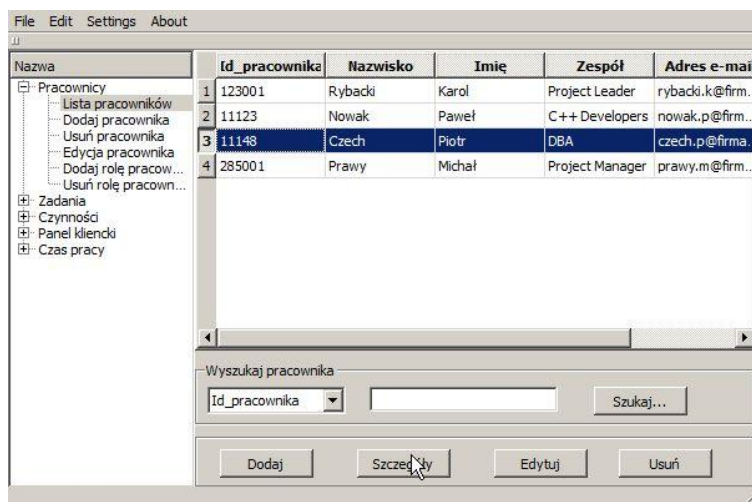 File Edit Settings About
Nazwa
Pracownicy
Lista pracowników
Dodaj pracownika
Usuń pracownika
Edycja pracownika
Dodaj rolę pracow...
Usuń rolę pracown...
Zadania
Czynności
Panel kliencki
Czas pracy
Id_pracownika Nazwisko Imię Zespół Adres e-mai
1 123001 Rybacki Karol Project Leader rybacki.k@firm.
2 11123 Nowak Paweł C++ Developers nowak.p@firm..
3 11148 Czech Piotr DBA czech.p@firma.
4 285001 Prawy Michał Project Manager prawy.m@firm..
Wyszukaj pracownika
Id_pracownika Szukaj...
Dodaj Szczegóły Edytuj Usuń